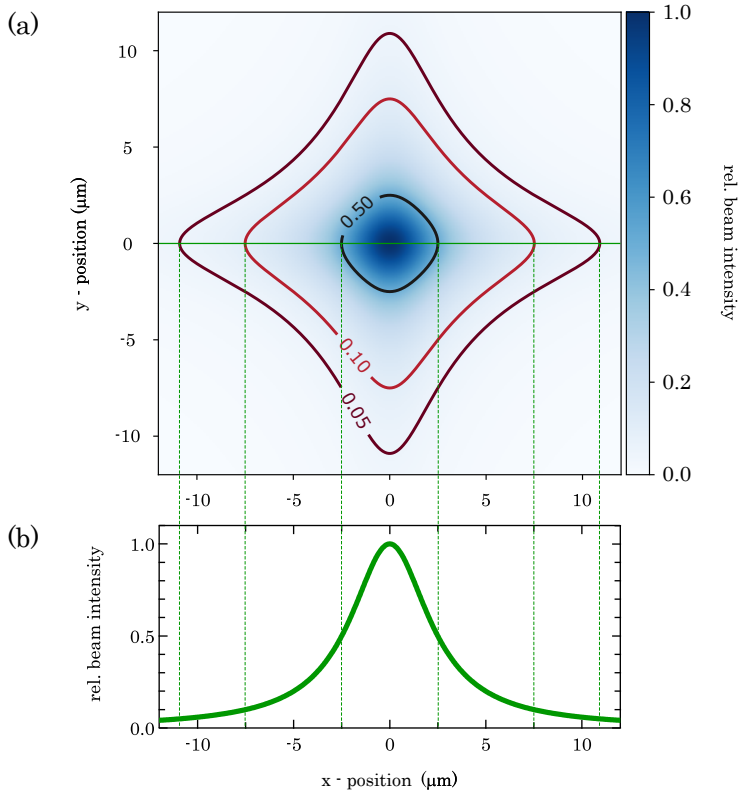 (a)
10
5
0
-5
-10
y - position (μm)
0.50
0.10
0.05
-10 -5 0 5 10
1.0
0.8
0.6
0.4
0.2
0.0
rel. beam intensity
(b)
1.0
0.5
0.0
rel. beam intensity
-10 -5 0 5 10
x - position (μm)